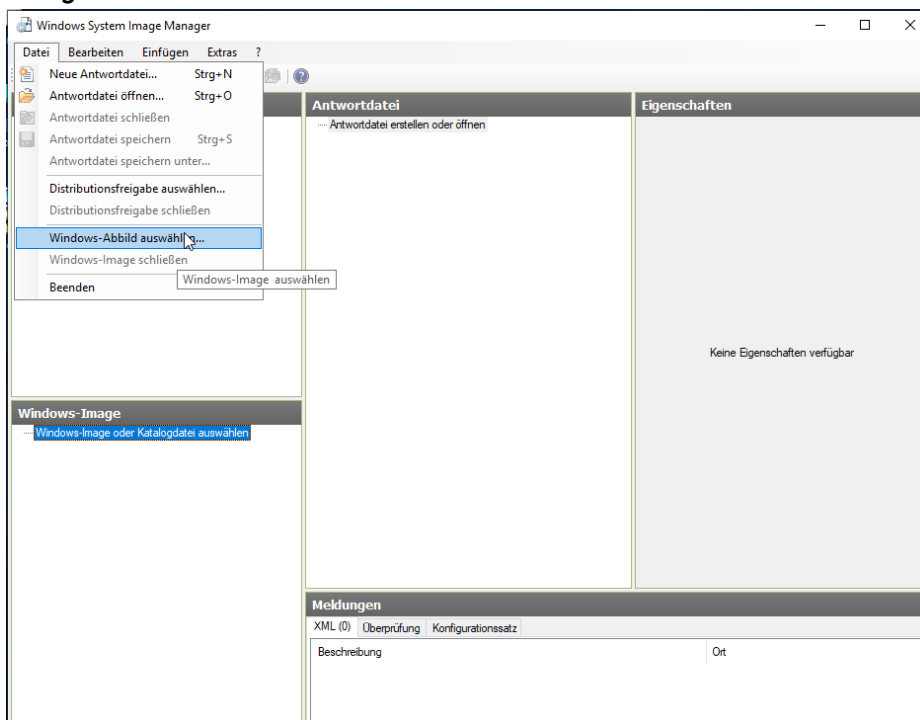 Windows System Image Manager
Datei Bearbeiten Einfügen Extras ?
Neue Antwortdatei... Strg+N
Antwortdatei öffnen... Strg+O
Antwortdatei schließen
Antwortdatei speichern Strg+S
Antwortdatei speichern unter...
Distributionsfreigabe auswählen...
Distributionsfreigabe schließen
Windows-Abbild auswählen...
Windows-Image schließen
Windows-Image auswählen
Beenden
Antwortdatei
Antwortdatei erstellen oder öffnen
Eigenschaften
Keine Eigenschaften verfügbar
Windows-Image
Windows-Image oder Katalogdatei auswählen
Meldungen
XML (0) Überprüfung Konfigurationssatz
Beschreibung Ort